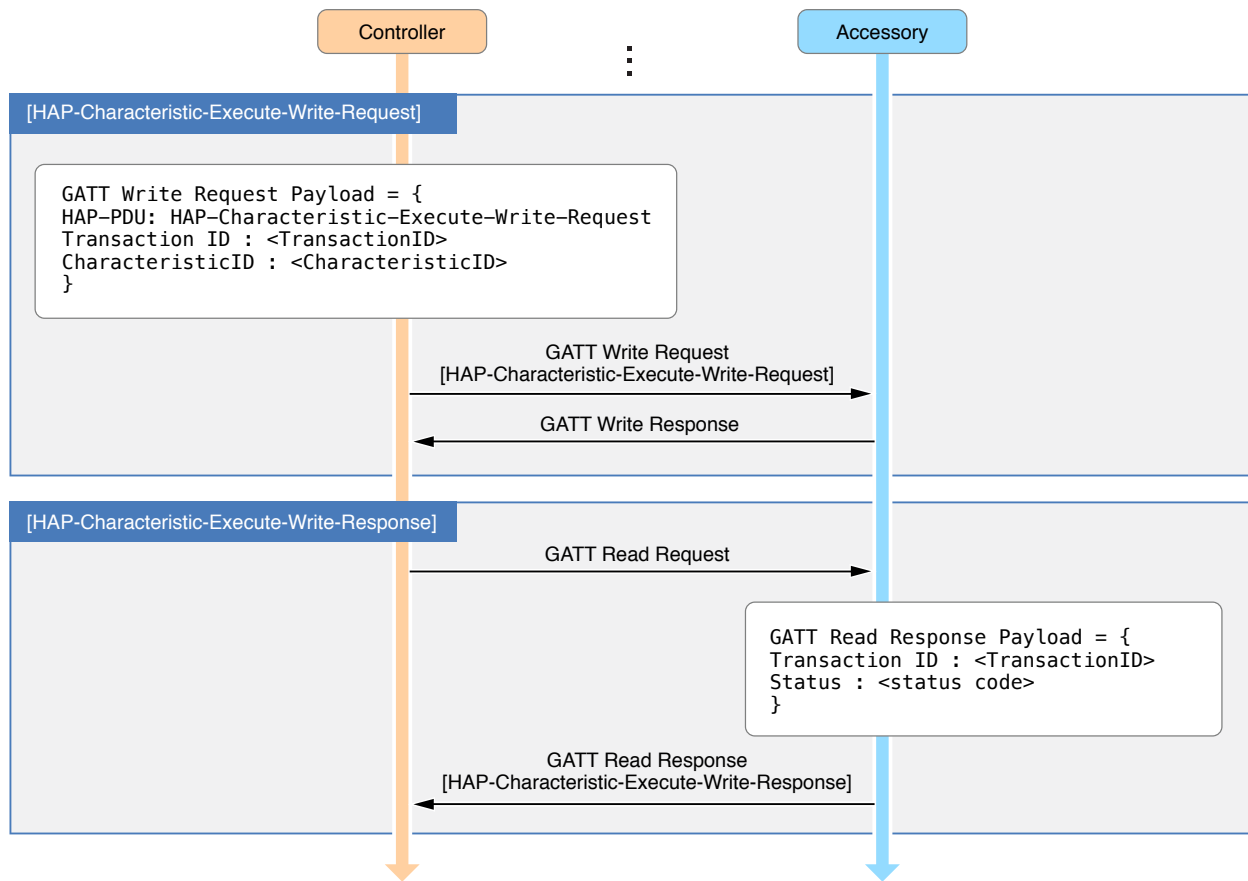 Controller
Accessory
[HAP-Characteristic-Execute-Write-Request]
GATT Write Request Payload = {
HAP-PDU: HAP-Characteristic-Execute-Write-Request
Transaction ID : <TransactionID>
CharacteristicID : <CharacteristicID>
}
GATT Write Request
[HAP-Characteristic-Execute-Write-Request]
GATT Write Response
[HAP-Characteristic-Execute-Write-Response]
GATT Read Request
GATT Read Response Payload = {
Transaction ID : <TransactionID>
Status : <status code>
}
GATT Read Response
[HAP-Characteristic-Execute-Write-Response]